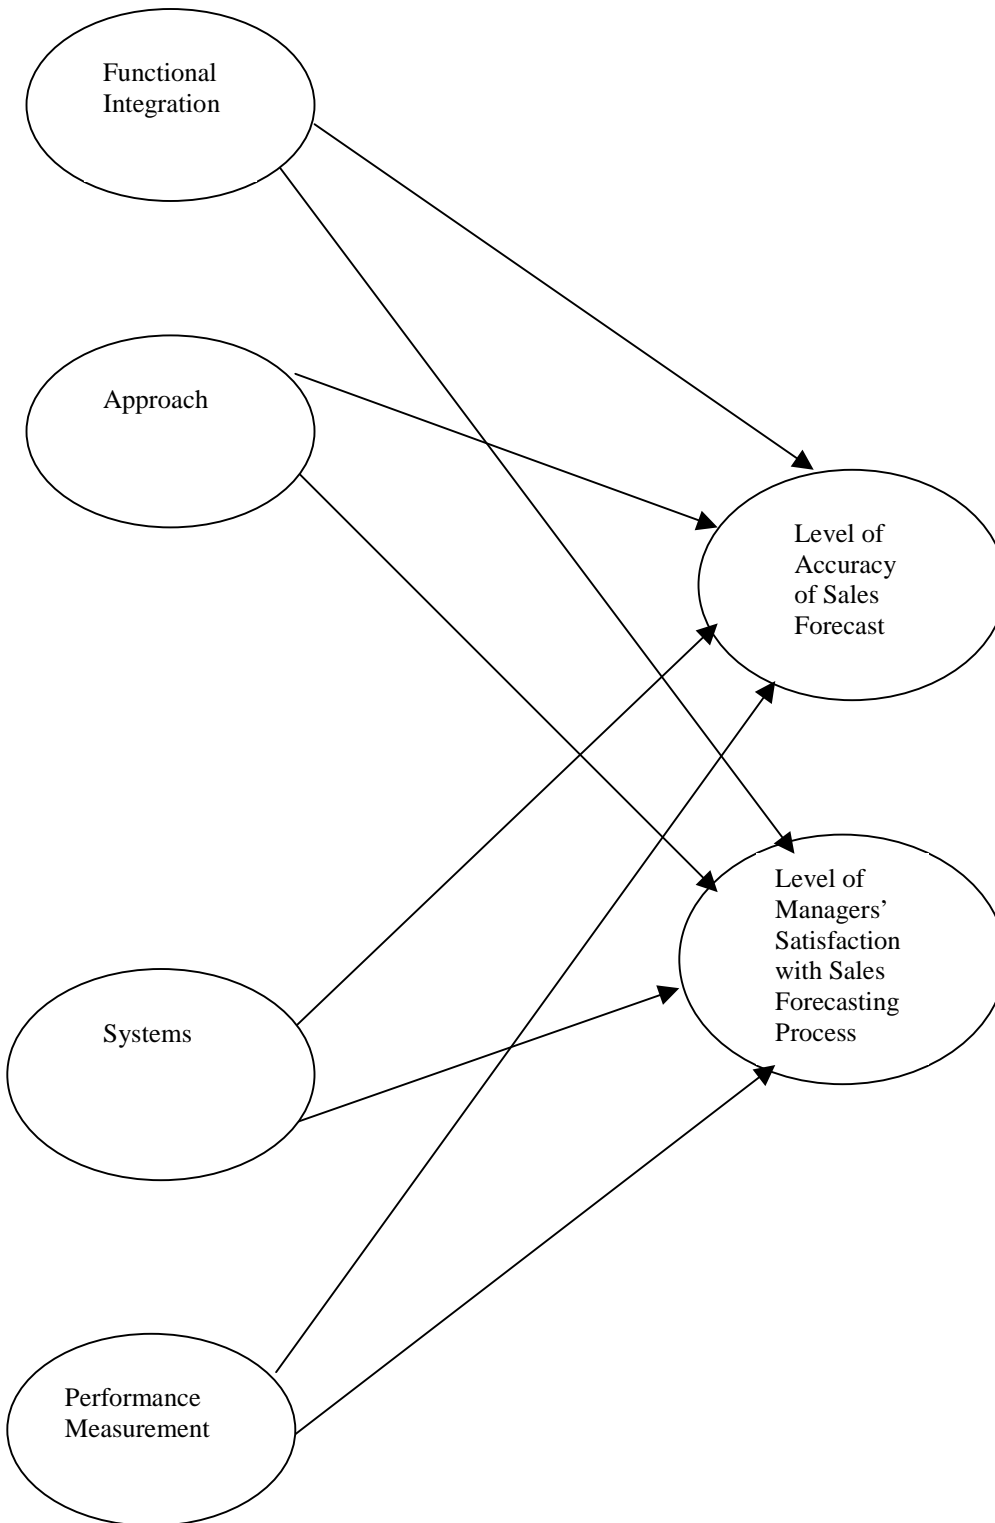 Functional
Integration
Approach
Level of
Accuracy
of Sales
Forecast
Level of
Managers’
Satisfaction
with Sales
Forecasting
Process
Systems
Performance
Measurement